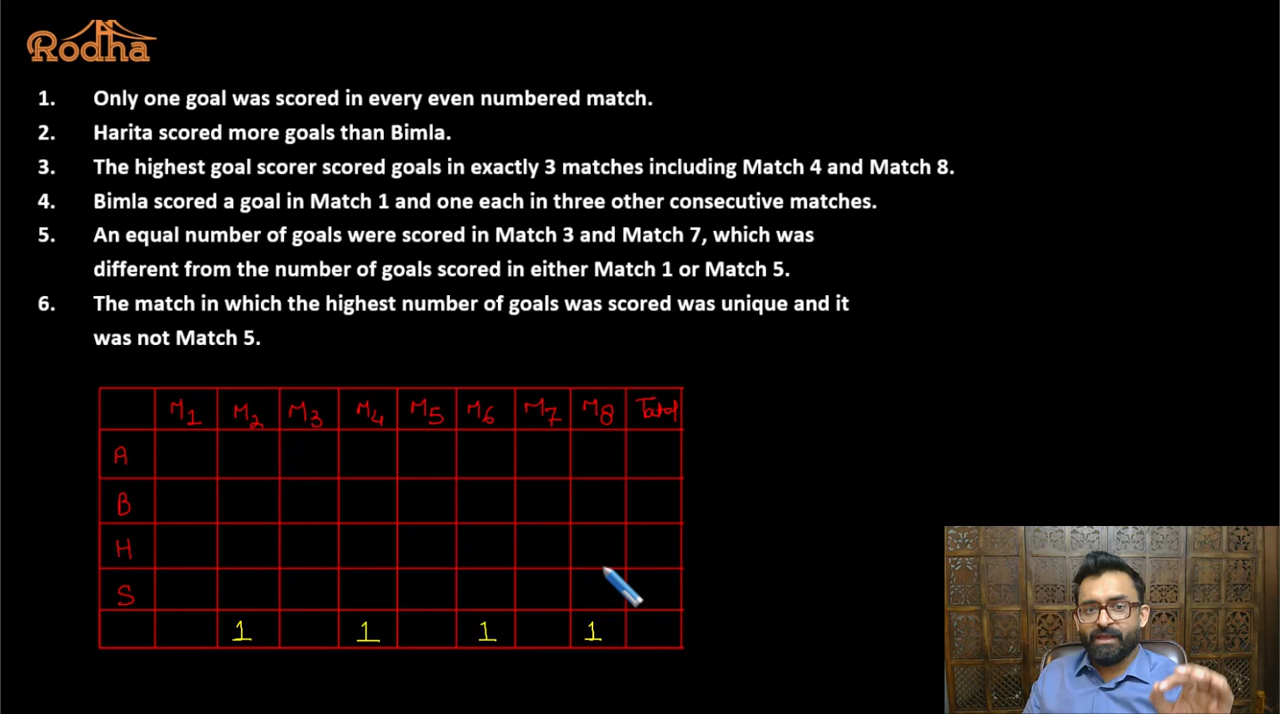 Rodha
1. Only one goal was scored in every even numbered match.
2. Harita scored more goals than Bimla.
3. The highest goal scorer scored goals in exactly 3 matches including Match 4 and Match 8.
4. Bimla scored a goal in Match 1 and one each in three other consecutive matches.
5. An equal number of goals were scored in Match 3 and Match 7, which was
different from the number of goals scored in either Match 1 or Match 5.
6. The match in which the highest number of goals was scored was unique and it
was not Match 5.
M1 M2 M3 M4 M5 M6 M7 M8 Total
A
B
H
S
1 1 1 1